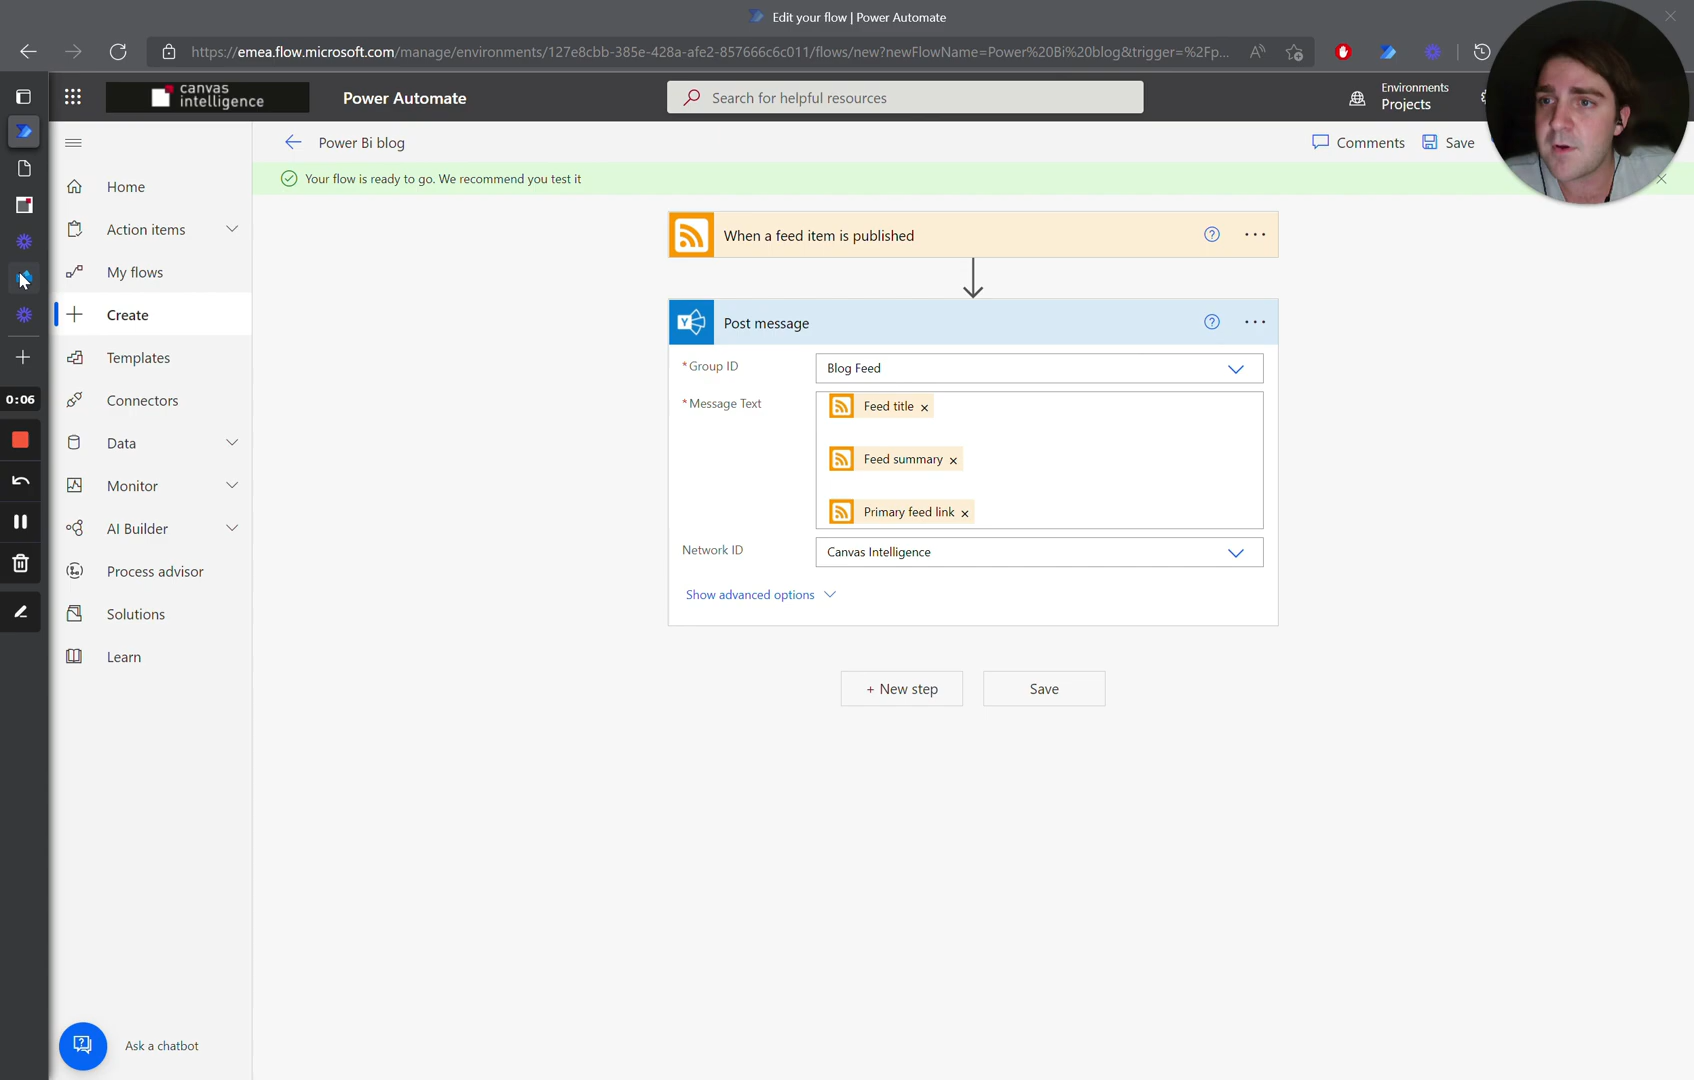 Edit your flow | Power Automate
https://emea.flow.microsoft.com/manage/environments/127e8cbb-385e-428a-afe2-857666c6c011/flows/new?newFlowName=Power%20Bi%20blog&trigger=%2Fp...
canvas
intelligence
Power Automate
Search for helpful resources
Environments
Projects
Power Bi blog
Comments
Save
Your flow is ready to go. We recommend you test it
Home
Action items
My flows
Create
Templates
Connectors
Data
Monitor
AI Builder
Process advisor
Solutions
Learn
Ask a chatbot
0:06
When a feed item is published
Post message
*Group ID
Blog Feed
*Message Text
Feed title ×
Feed summary ×
Primary feed link ×
Network ID
Canvas Intelligence
Show advanced options
+ New step
Save